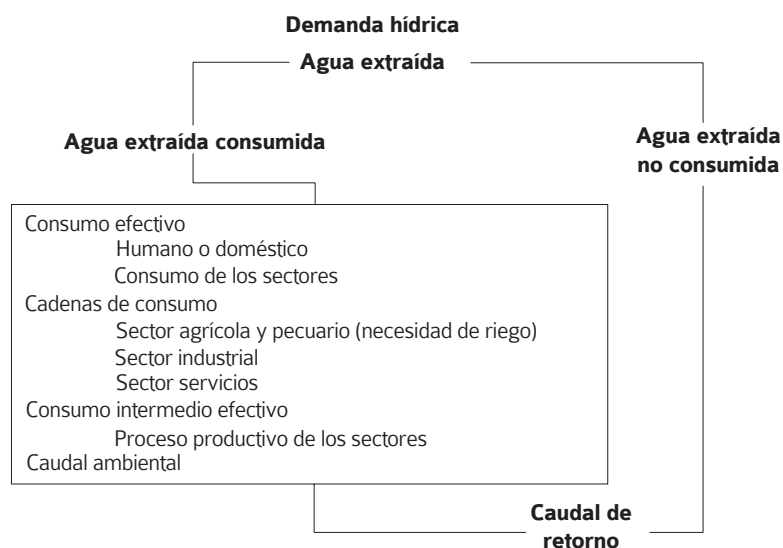 Demanda hídrica
Agua extraída
Agua extraída consumida
Agua extraída
no consumida
Consumo efectivo
Humano o doméstico
Consumo de los sectores
Cadenas de consumo
Sector agrícola y pecuario (necesidad de riego)
Sector industrial
Sector servicios
Consumo intermedio efectivo
Proceso productivo de los sectores
Caudal ambiental
Caudal de
retorno